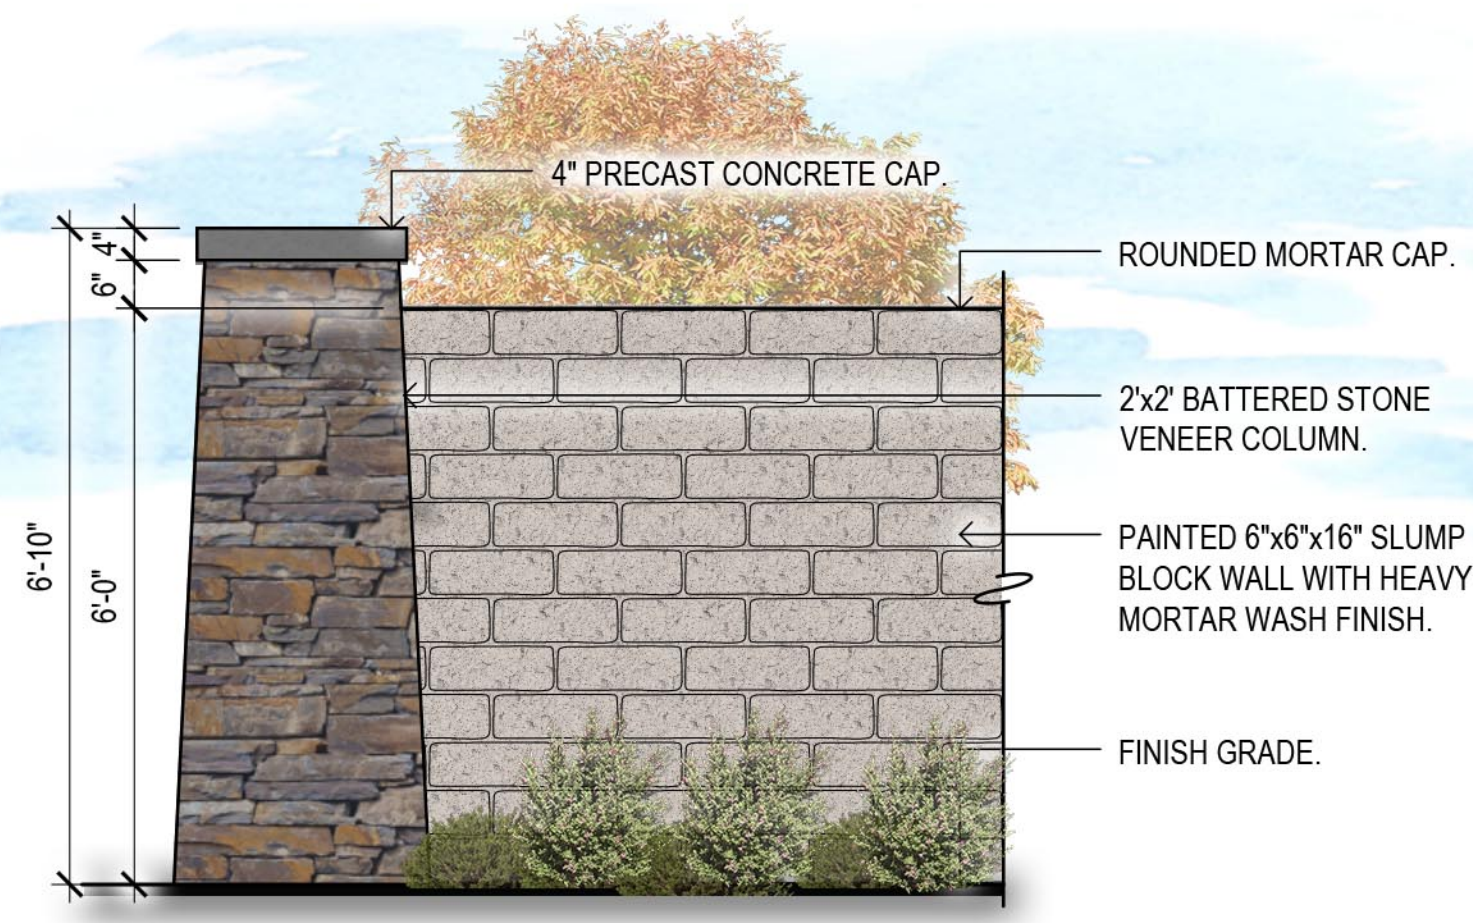 4" PRECAST CONCRETE CAP.
4"
6"
ROUNDED MORTAR CAP.
2'x2' BATTERED STONE
VENEER COLUMN.
6'-10"
6'-0"
PAINTED 6"x6"x16" SLUMP
BLOCK WALL WITH HEAVY
MORTAR WASH FINISH.
FINISH GRADE.